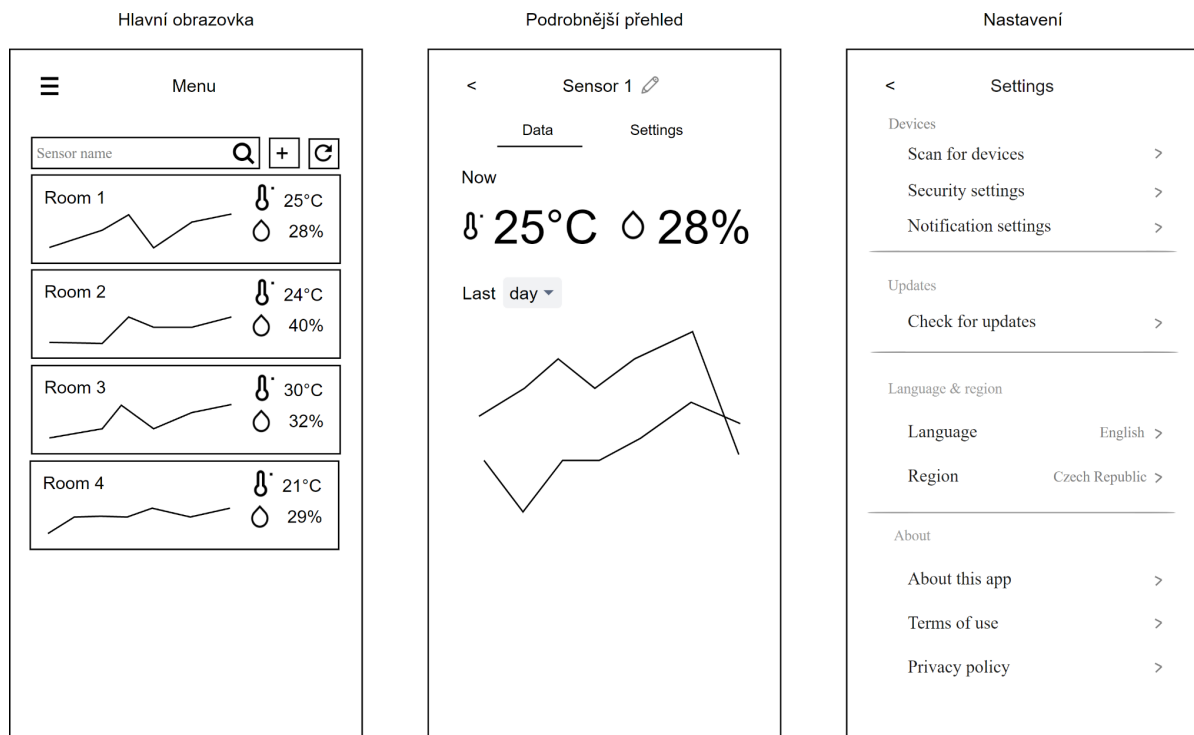 Hlavní obrazovka
Menu
Sensor name
+
Room 1
25°C
28%
Room 2
24°C
40%
Room 3
30°C
32%
Room 4
21°C
29%
Podrobnější přehled
< Sensor 1
Data Settings
Now
25°C 28%
Last day
Nastavení
< Settings
Devices
Scan for devices >
Security settings >
Notification settings >
Updates
Check for updates >
Language & region
Language English >
Region Czech Republic >
About
About this app >
Terms of use >
Privacy policy >